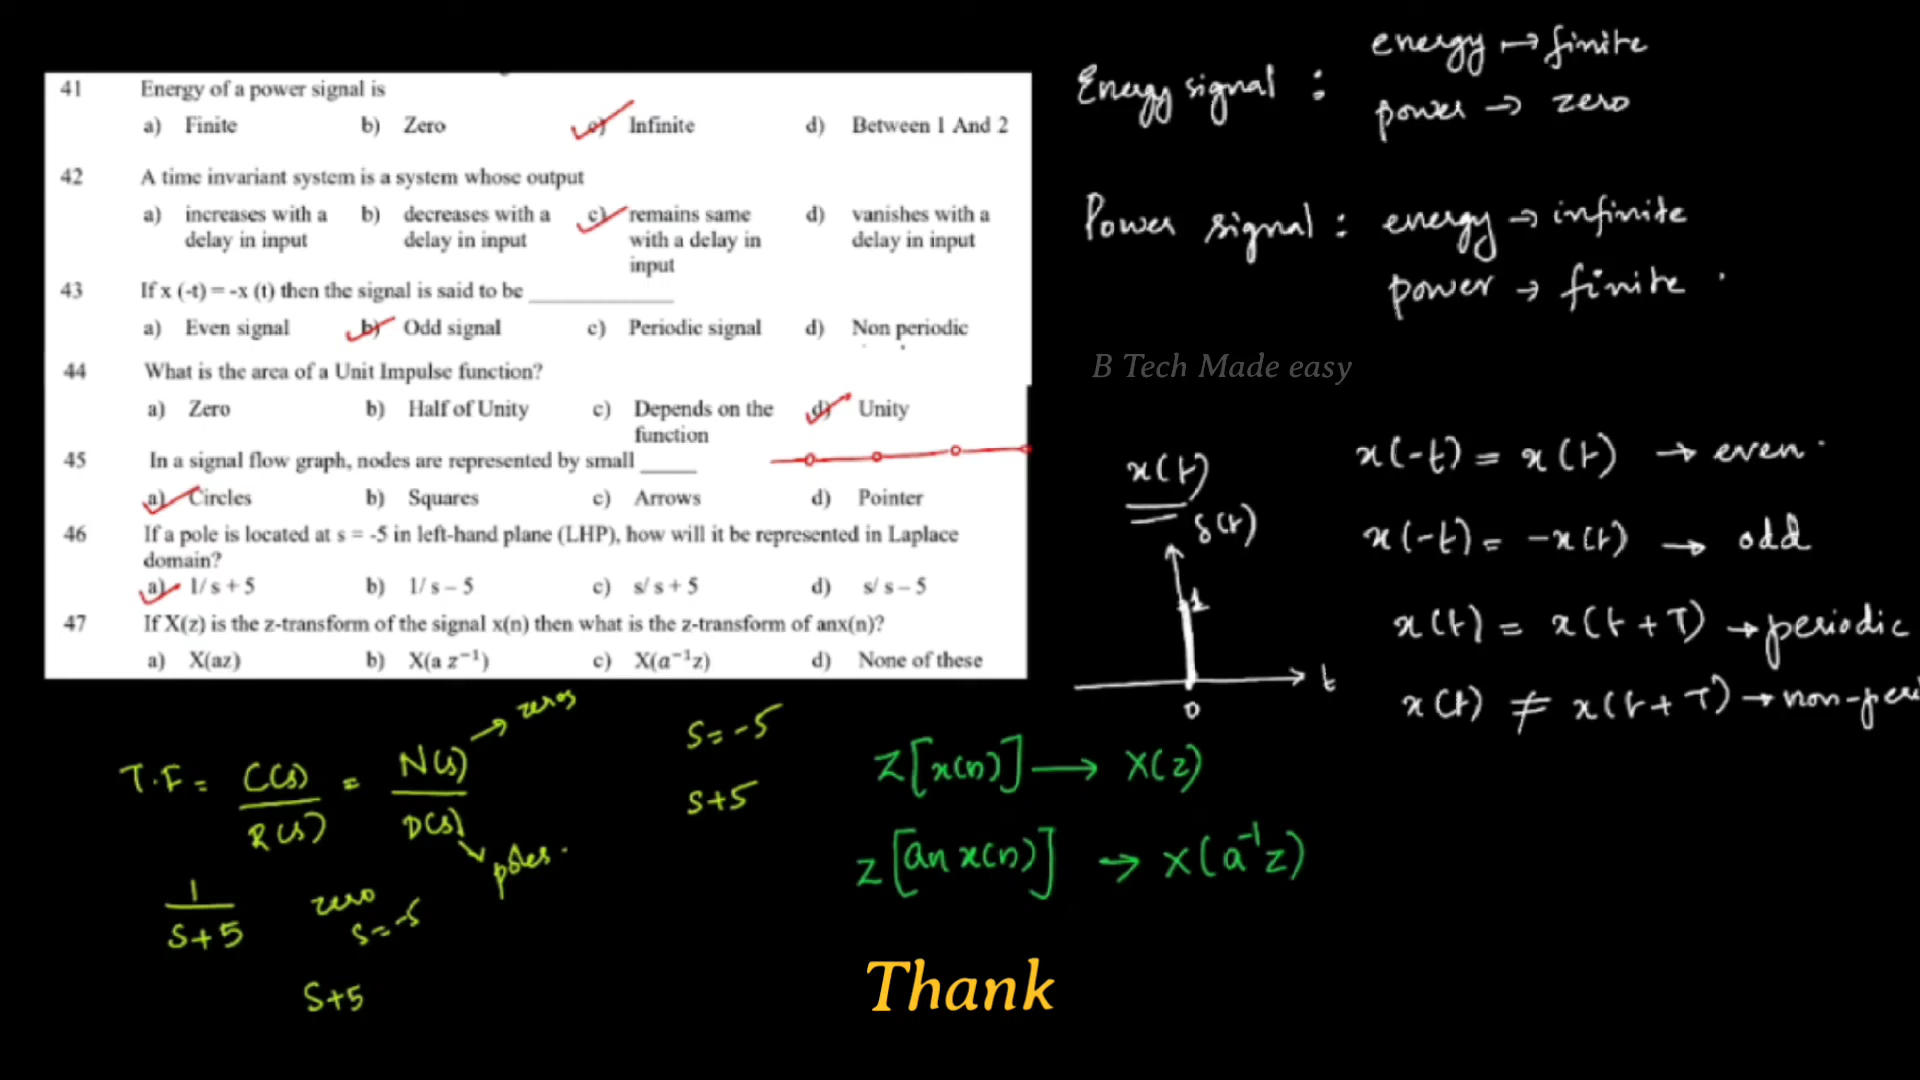 41 Energy of a power signal is
a) Finite b) Zero c) Infinite d) Between 1 And 2
42 A time invariant system is a system whose output
a) increases with a delay in input b) decreases with a delay in input c) remains same with a delay in input d) vanishes with a delay in input
43 If x (-t) = -x (t) then the signal is said to be ____________
a) Even signal b) Odd signal c) Periodic signal d) Non periodic
44 What is the area of a Unit Impulse function?
a) Zero b) Half of Unity c) Depends on the function d) Unity
45 In a signal flow graph, nodes are represented by small _____
a) Circles b) Squares c) Arrows d) Pointer
46 If a pole is located at s = -5 in left-hand plane (LHP), how will it be represented in Laplace
domain?
a) 1/ s + 5 b) 1/ s – 5 c) s/ s + 5 d) s/ s – 5
47 If X(z) is the z-transform of the signal x(n) then what is the z-transform of anx(n)?
a) X(az) b) X(a z⁻¹) c) X(a⁻¹z) d) None of these
Energy signal : energy → finite
power → zero
Power signal : energy → infinite
power → finite .
B Tech Made easy
x(t)
δ(t)
1
0
t
x(-t) = x(t) → even .
x(-t) = -x(t) → odd
x(t) = x(t+T) → periodic
x(t) ≠ x(t+T) → non-peri
T.F = C(s)/R(s) = N(s)/D(s)
→ zeros
poles .
s = -5
s+5
1/s+5
zero
s = -5
s+5
Z[x(n)] → X(z)
z[an x(n)] → X(a⁻¹z)
Thank